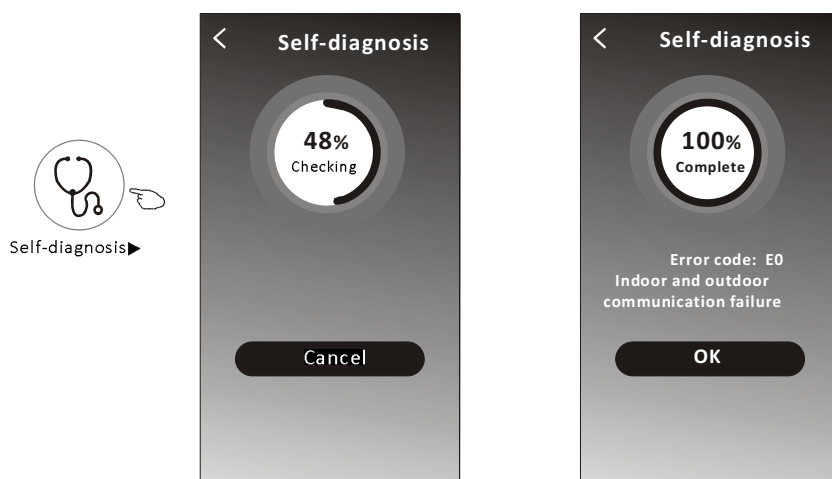 Self-diagnosis▶
Self-diagnosis
48%
Checking
Cancel
Self-diagnosis
100%
Complete
Error code: E0
Indoor and outdoor
communication failure
OK